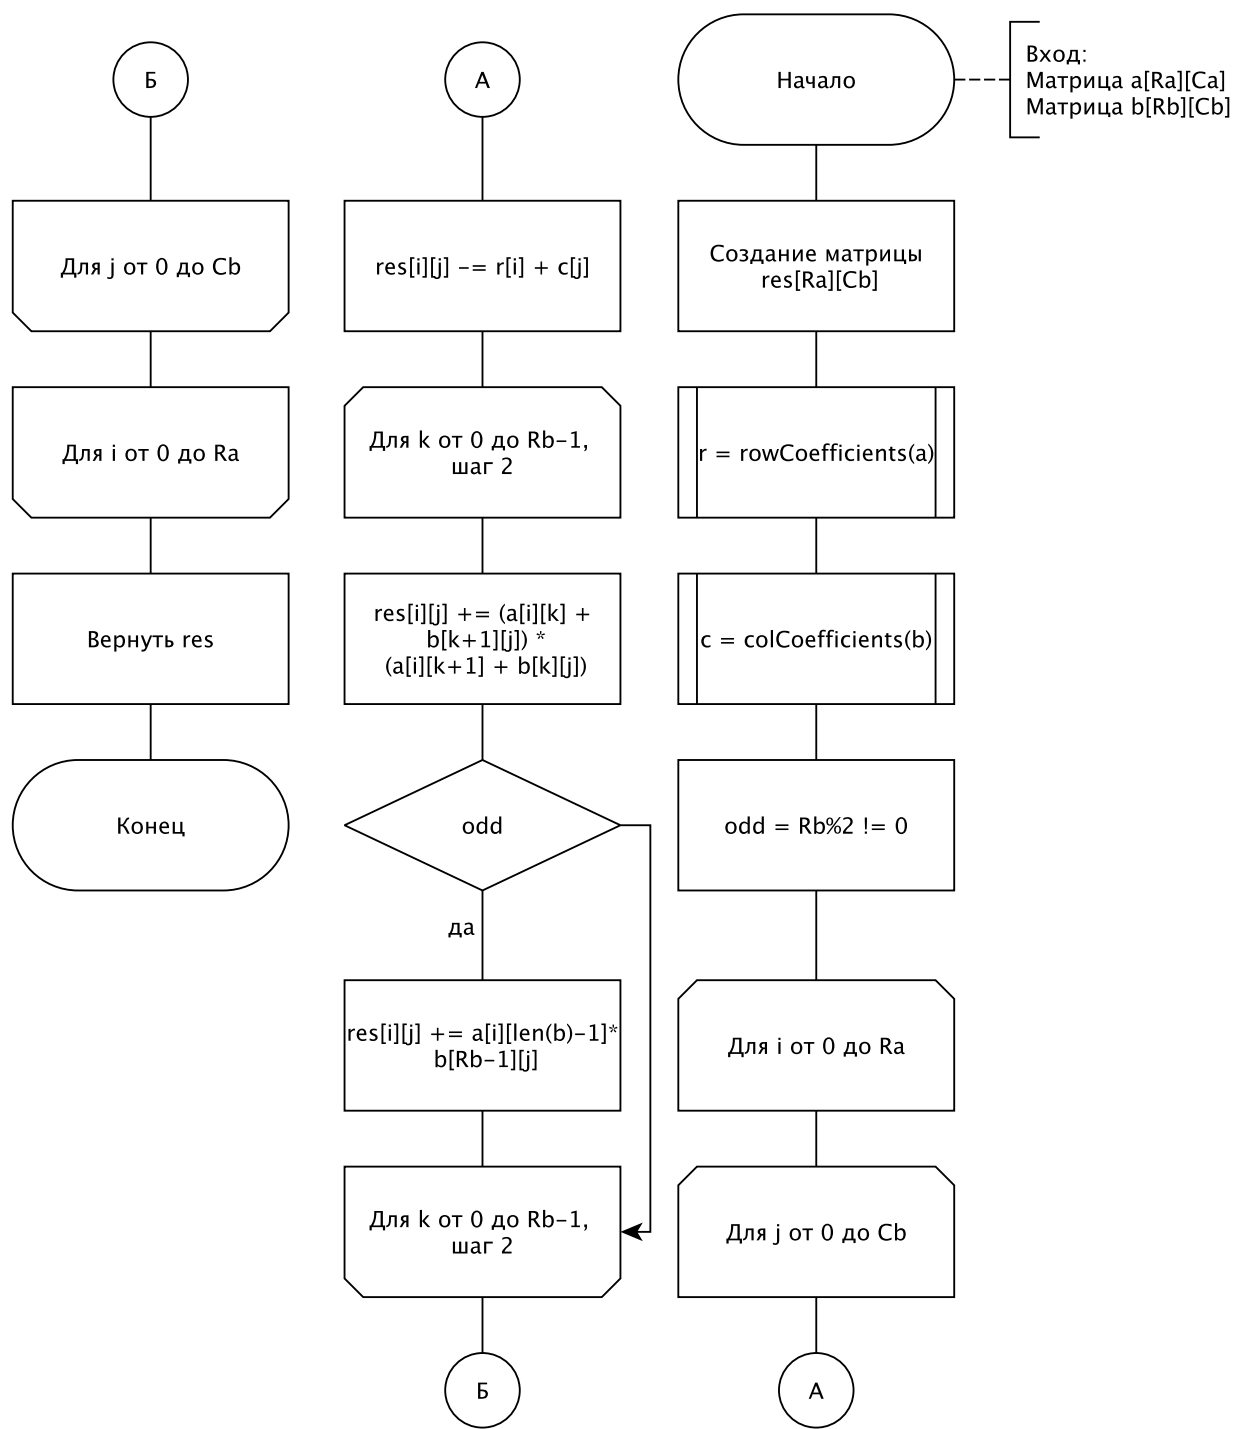 Б
Для j от 0 до Cb
Для i от 0 до Ra
Вернуть res
Конец
А
res[i][j] -= r[i] + c[j]
Для k от 0 до Rb-1,
шаг 2
res[i][j] += (a[i][k] +
b[k+1][j]) *
(a[i][k+1] + b[k][j])
odd
да
res[i][j] += a[i][len(b)-1]*
b[Rb-1][j]
Для k от 0 до Rb-1,
шаг 2
Б
Начало
Вход:
Матрица a[Ra][Ca]
Матрица b[Rb][Cb]
Создание матрицы
res[Ra][Cb]
r = rowCoefficients(a)
c = colCoefficients(b)
odd = Rb%2 != 0
Для i от 0 до Ra
Для j от 0 до Cb
А